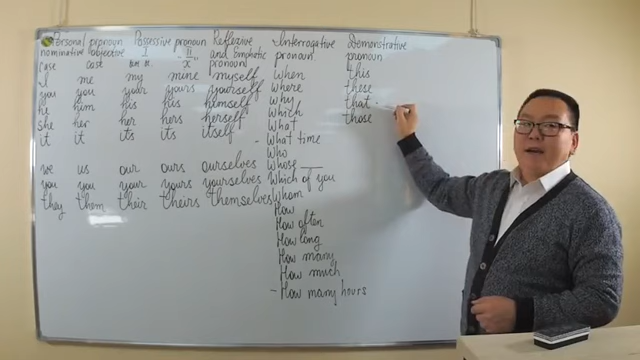 Personal pronoun Possessive pronoun Reflexive Interrogative Demonstrative
nominative objective I II and Emphatic pronoun. pronoun
case case x pronouns
I me my mine myself When this
you you your yours yourself Where these
he him his his himself Why that
she her her hers herself Which those
it it its its itself What
- What time
Who
we us our ours ourselves Whose
you you your yours yourselves Which of you
they them their theirs themselves Whom
How
How often
How long
How many
How much
- How many hours